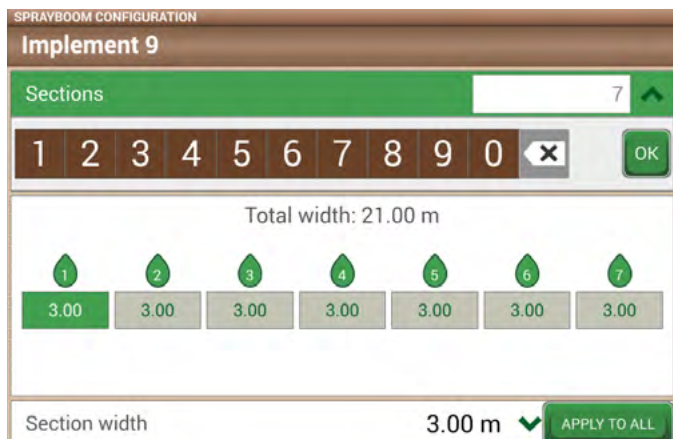 SPRAYBOOM CONFIGURATION
Implement 9
Sections 7
1 2 3 4 5 6 7 8 9 0 OK
Total width: 21.00 m
1 2 3 4 5 6 7
3.00 3.00 3.00 3.00 3.00 3.00 3.00
Section width 3.00 m APPLY TO ALL